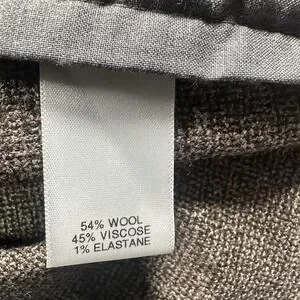 54% WOOL
45% VISCOSE
1% ELASTANE